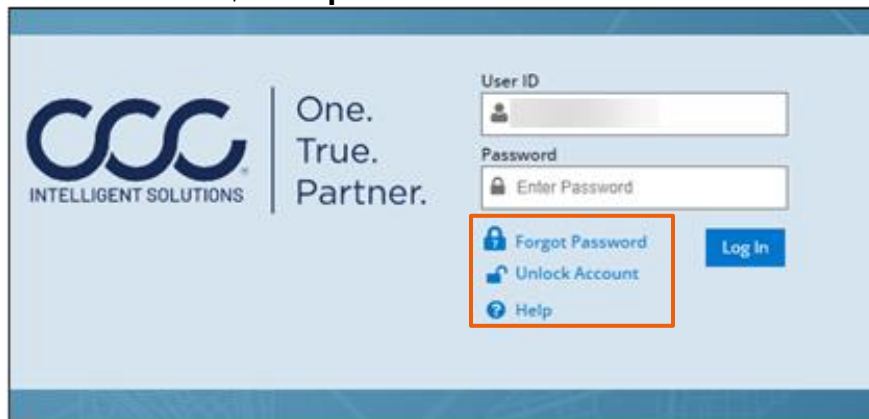 CCC
INTELLIGENT SOLUTIONS
One.
True.
Partner.
User ID
Password
Enter Password
Forgot Password
Unlock Account
Help
Log In